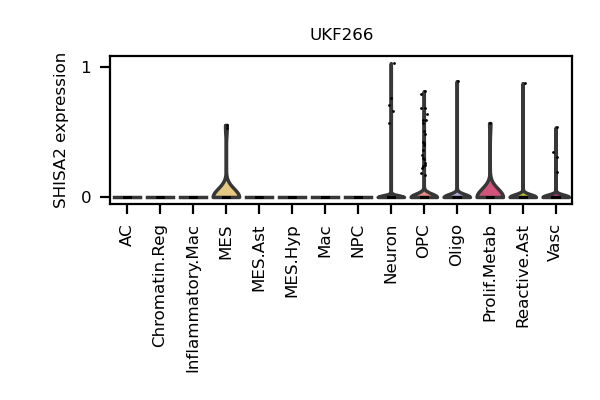 UKF266
SHISA2 expression
1
0
AC
Chromatin.Reg
Inflammatory.Mac
MES
MES.Ast
MES.Hyp
Mac
NPC
Neuron
OPC
Oligo
Prolif.Metab
Reactive.Ast
Vasc